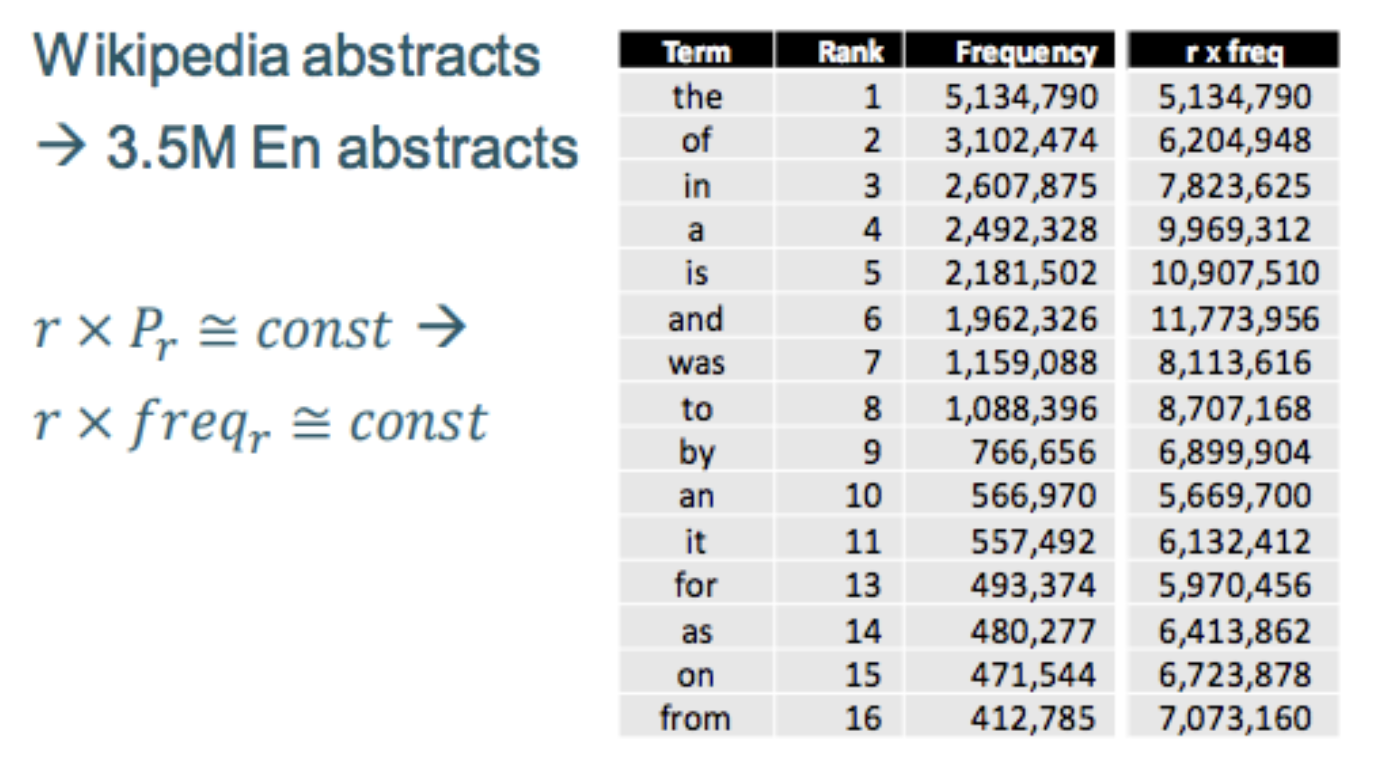 Wikipedia abstracts
→ 3.5M En abstracts
r × P_r ≅ const →
r × freq_r ≅ const
Term Rank Frequency r x freq
the 1 5,134,790 5,134,790
of 2 3,102,474 6,204,948
in 3 2,607,875 7,823,625
a 4 2,492,328 9,969,312
is 5 2,181,502 10,907,510
and 6 1,962,326 11,773,956
was 7 1,159,088 8,113,616
to 8 1,088,396 8,707,168
by 9 766,656 6,899,904
an 10 566,970 5,669,700
it 11 557,492 6,132,412
for 13 493,374 5,970,456
as 14 480,277 6,413,862
on 15 471,544 6,723,878
from 16 412,785 7,073,160